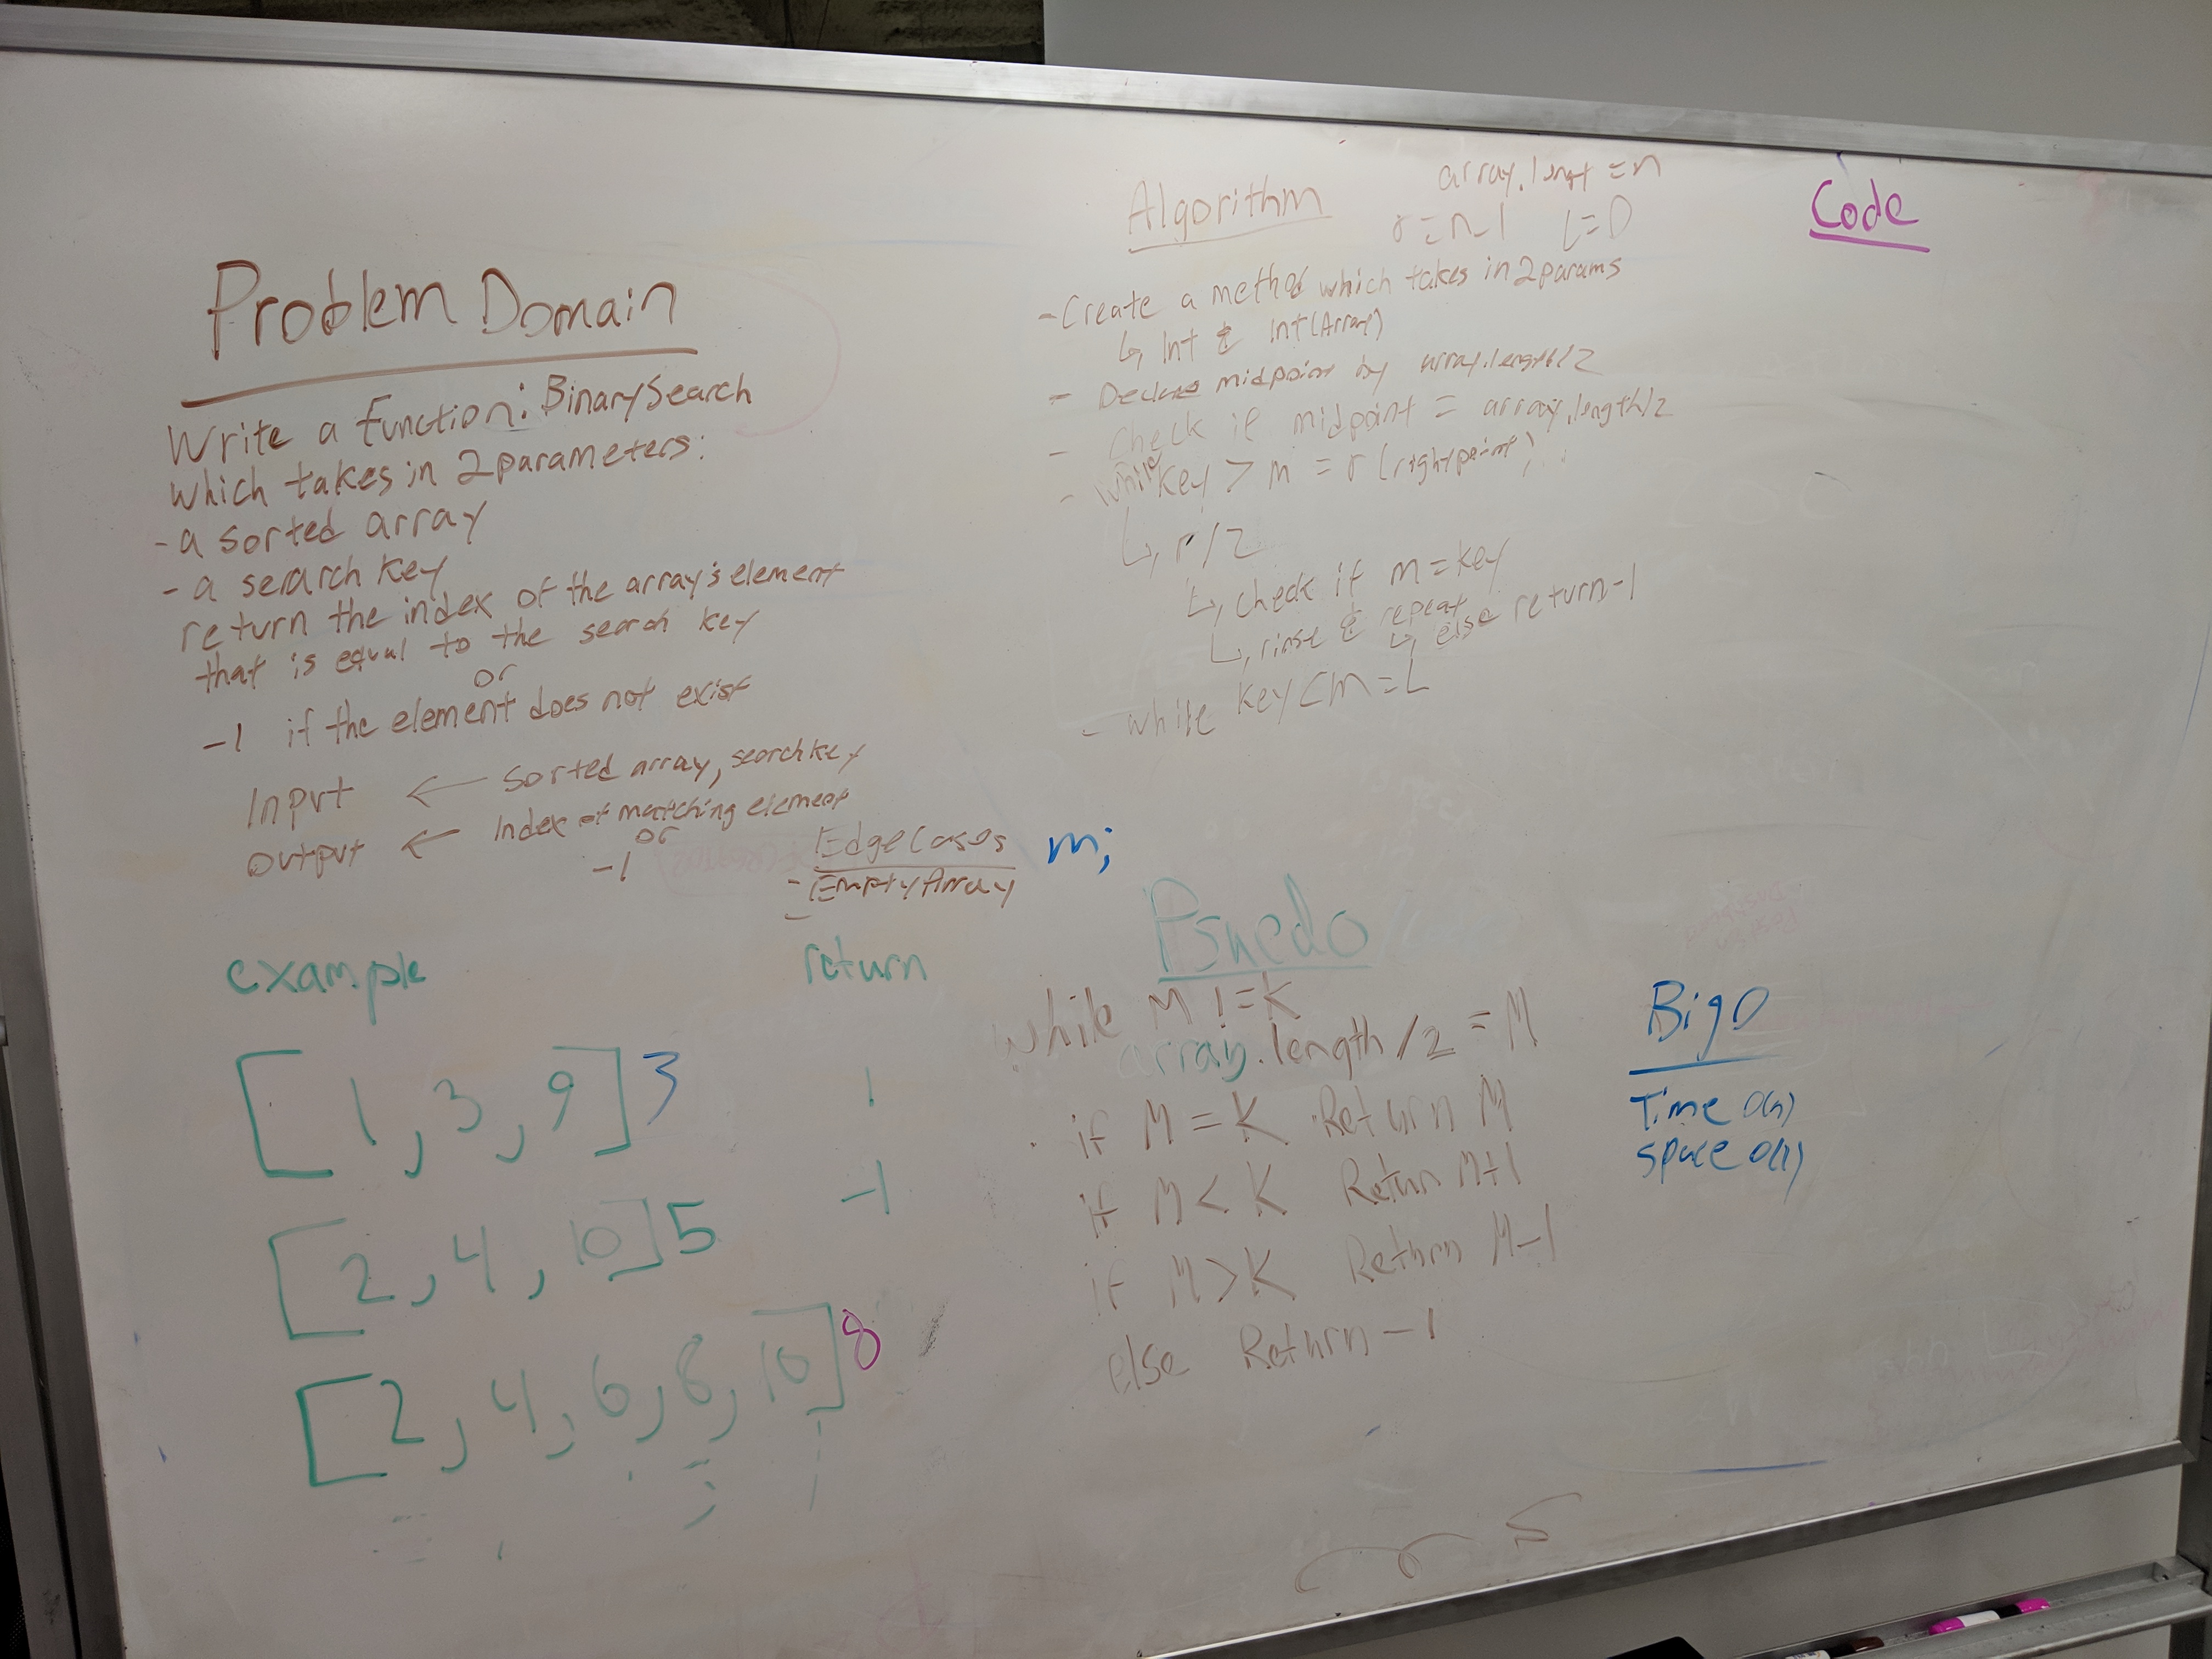 Problem Domain
Write a function: BinarySearch
which takes in 2 parameters:
- a sorted array
- a search key
return the index of the array's element
that is equal to the search key
or
-1 if the element does not exist
Input ← Sorted array, searchkey
Output ← Index of matching element
or
-1
Edge Cases
- Empty Array
-
example return
[1, 3, 9] 3 1
[2, 4, 10] 5 -1
[2, 4, 6, 8, 10] 8
Algorithm
array.lengt = n
r = n-1 L = 0
- Create a method which takes in 2 params
↳ Int & Int(Array)
- Declare midpoint by array.length/2
- Check if midpoint = array.length/2
- while key > m = r (rightpoint)
↳ r/2
↳ check if m = key
↳ rinse & repeat
↳ else return -1
- while key < m = L
m;
Psuedo
while M != K
array.length/2 = M
if M = K Return M
if M < K Return M+1
if M > K Return M-1
else Return -1
Code
Big O
Time O(n)
space O(1)